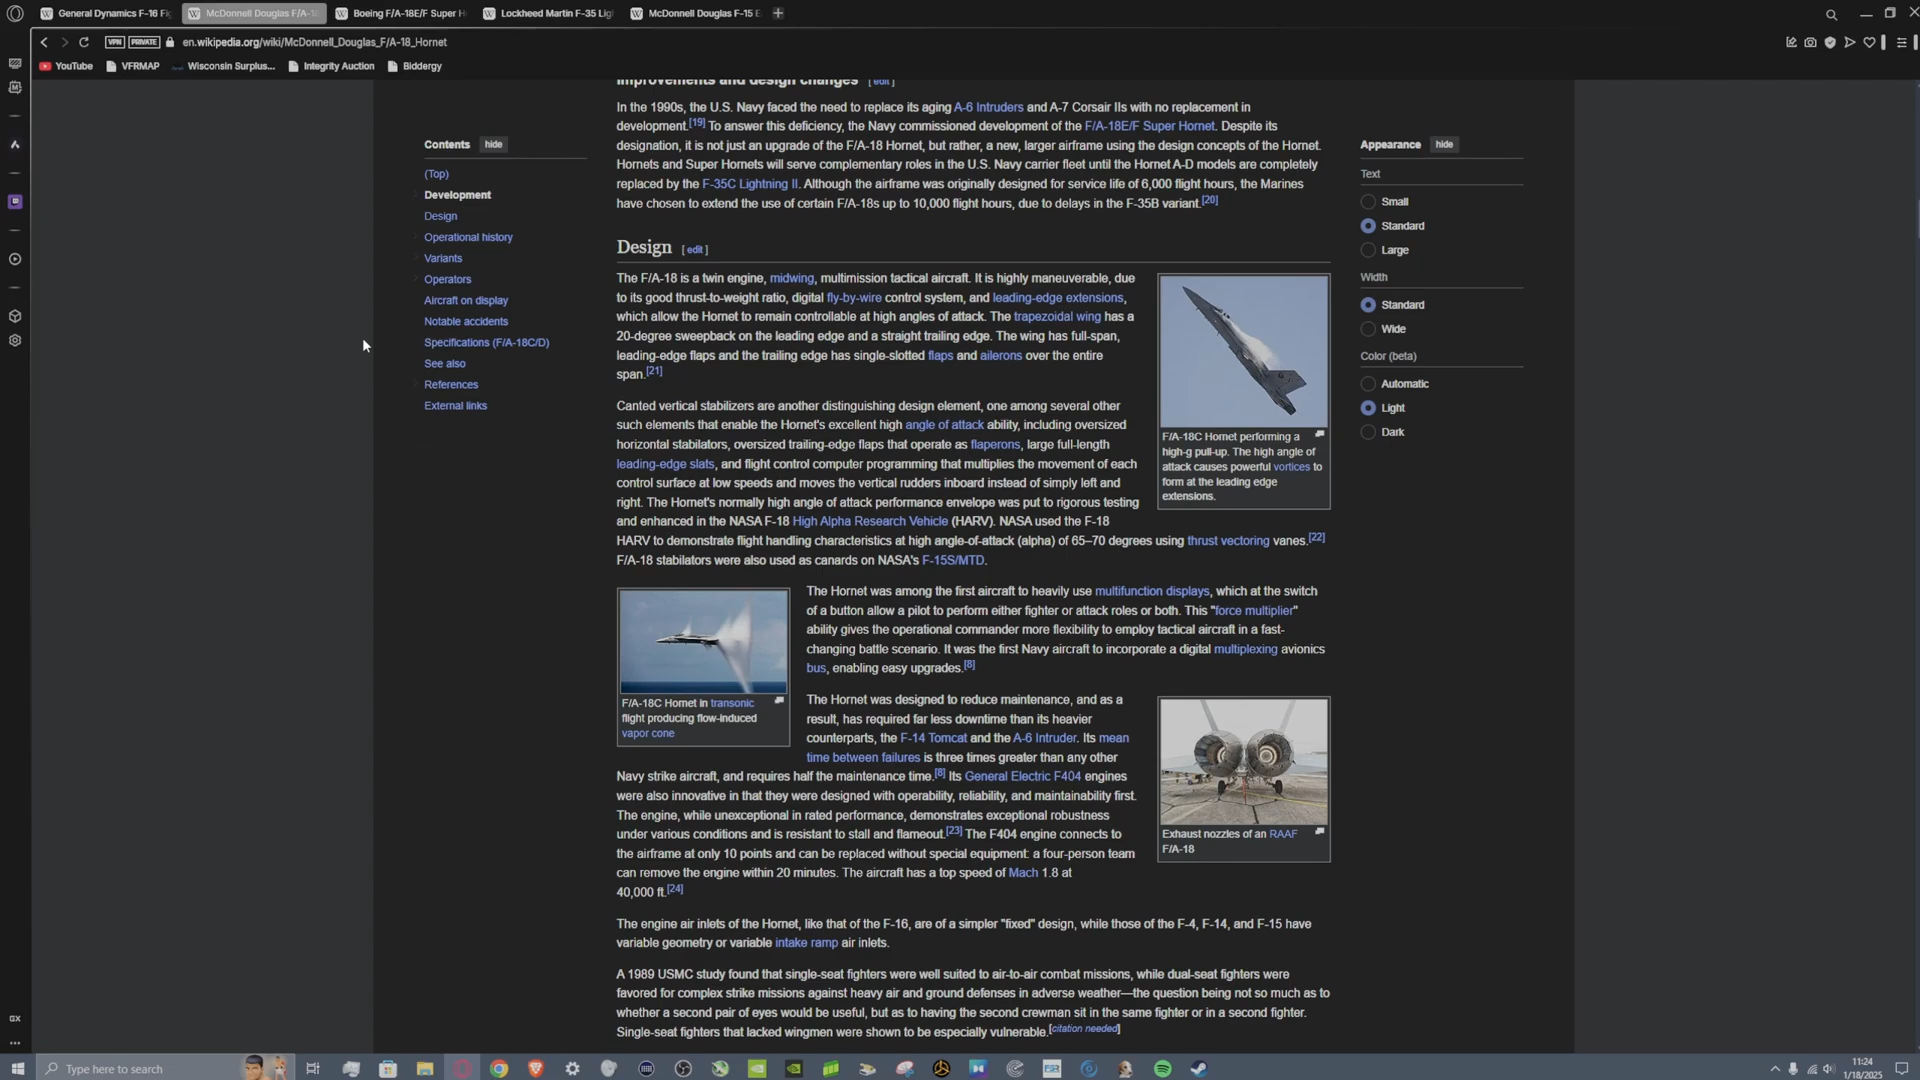 General Dynamics F-16 Fi
McDonnell Douglas F/A-18
Boeing F/A-18E/F Super H
Lockheed Martin F-35 Lig
McDonnell Douglas F-15 E
VPN PRIVATE en.wikipedia.org/wiki/McDonnell_Douglas_F/A-18_Hornet
YouTube VFRMAP Wisconsin Surplus... Integrity Auction Biddergy
Contents hide
(Top)
Development
Design
Operational history
Variants
Operators
Aircraft on display
Notable accidents
Specifications (F/A-18C/D)
See also
References
External links
Improvements and design changes [ edit ]
In the 1990s, the U.S. Navy faced the need to replace its aging A-6 Intruders and A-7 Corsair IIs with no replacement in
development.[19] To answer this deficiency, the Navy commissioned development of the F/A-18E/F Super Hornet. Despite its
designation, it is not just an upgrade of the F/A-18 Hornet, but rather, a new, larger airframe using the design concepts of the Hornet.
Hornets and Super Hornets will serve complementary roles in the U.S. Navy carrier fleet until the Hornet A-D models are completely
replaced by the F-35C Lightning II. Although the airframe was originally designed for service life of 6,000 flight hours, the Marines
have chosen to extend the use of certain F/A-18s up to 10,000 flight hours, due to delays in the F-35B variant.[20]
Design [ edit ]
The F/A-18 is a twin engine, midwing, multimission tactical aircraft. It is highly maneuverable, due
to its good thrust-to-weight ratio, digital fly-by-wire control system, and leading-edge extensions,
which allow the Hornet to remain controllable at high angles of attack. The trapezoidal wing has a
20-degree sweepback on the leading edge and a straight trailing edge. The wing has full-span,
leading-edge flaps and the trailing edge has single-slotted flaps and ailerons over the entire
span.[21]
F/A-18C Hornet performing a
high-g pull-up. The high angle of
attack causes powerful vortices to
form at the leading edge
extensions.
Canted vertical stabilizers are another distinguishing design element, one among several other
such elements that enable the Hornet's excellent high angle of attack ability, including oversized
horizontal stabilators, oversized trailing-edge flaps that operate as flaperons, large full-length
leading-edge slats, and flight control computer programming that multiplies the movement of each
control surface at low speeds and moves the vertical rudders inboard instead of simply left and
right. The Hornet's normally high angle of attack performance envelope was put to rigorous testing
and enhanced in the NASA F-18 High Alpha Research Vehicle (HARV). NASA used the F-18
HARV to demonstrate flight handling characteristics at high angle-of-attack (alpha) of 65–70 degrees using thrust vectoring vanes.[22]
F/A-18 stabilators were also used as canards on NASA's F-15S/MTD.
F/A-18C Hornet in transonic
flight producing flow-induced
vapor cone
The Hornet was among the first aircraft to heavily use multifunction displays, which at the switch
of a button allow a pilot to perform either fighter or attack roles or both. This "force multiplier"
ability gives the operational commander more flexibility to employ tactical aircraft in a fast-
changing battle scenario. It was the first Navy aircraft to incorporate a digital multiplexing avionics
bus, enabling easy upgrades.[8]
The Hornet was designed to reduce maintenance, and as a
result, has required far less downtime than its heavier
counterparts, the F-14 Tomcat and the A-6 Intruder. Its mean
time between failures is three times greater than any other
Navy strike aircraft, and requires half the maintenance time.[8] Its General Electric F404 engines
were also innovative in that they were designed with operability, reliability, and maintainability first.
The engine, while unexceptional in rated performance, demonstrates exceptional robustness
under various conditions and is resistant to stall and flameout.[23] The F404 engine connects to
the airframe at only 10 points and can be replaced without special equipment: a four-person team
can remove the engine within 20 minutes. The aircraft has a top speed of Mach 1.8 at
40,000 ft.[24]
Exhaust nozzles of an RAAF
F/A-18
The engine air inlets of the Hornet, like that of the F-16, are of a simpler "fixed" design, while those of the F-4, F-14, and F-15 have
variable geometry or variable intake ramp air inlets.
A 1989 USMC study found that single-seat fighters were well suited to air-to-air combat missions, while dual-seat fighters were
favored for complex strike missions against heavy air and ground defenses in adverse weather—the question being not so much as to
whether a second pair of eyes would be useful, but as to having the second crewman sit in the same fighter or in a second fighter.
Single-seat fighters that lacked wingmen were shown to be especially vulnerable.[citation needed]
Appearance hide
Text
Small
Standard
Large
Width
Standard
Wide
Color (beta)
Automatic
Light
Dark
GX
Type here to search
11:24
1/18/2025